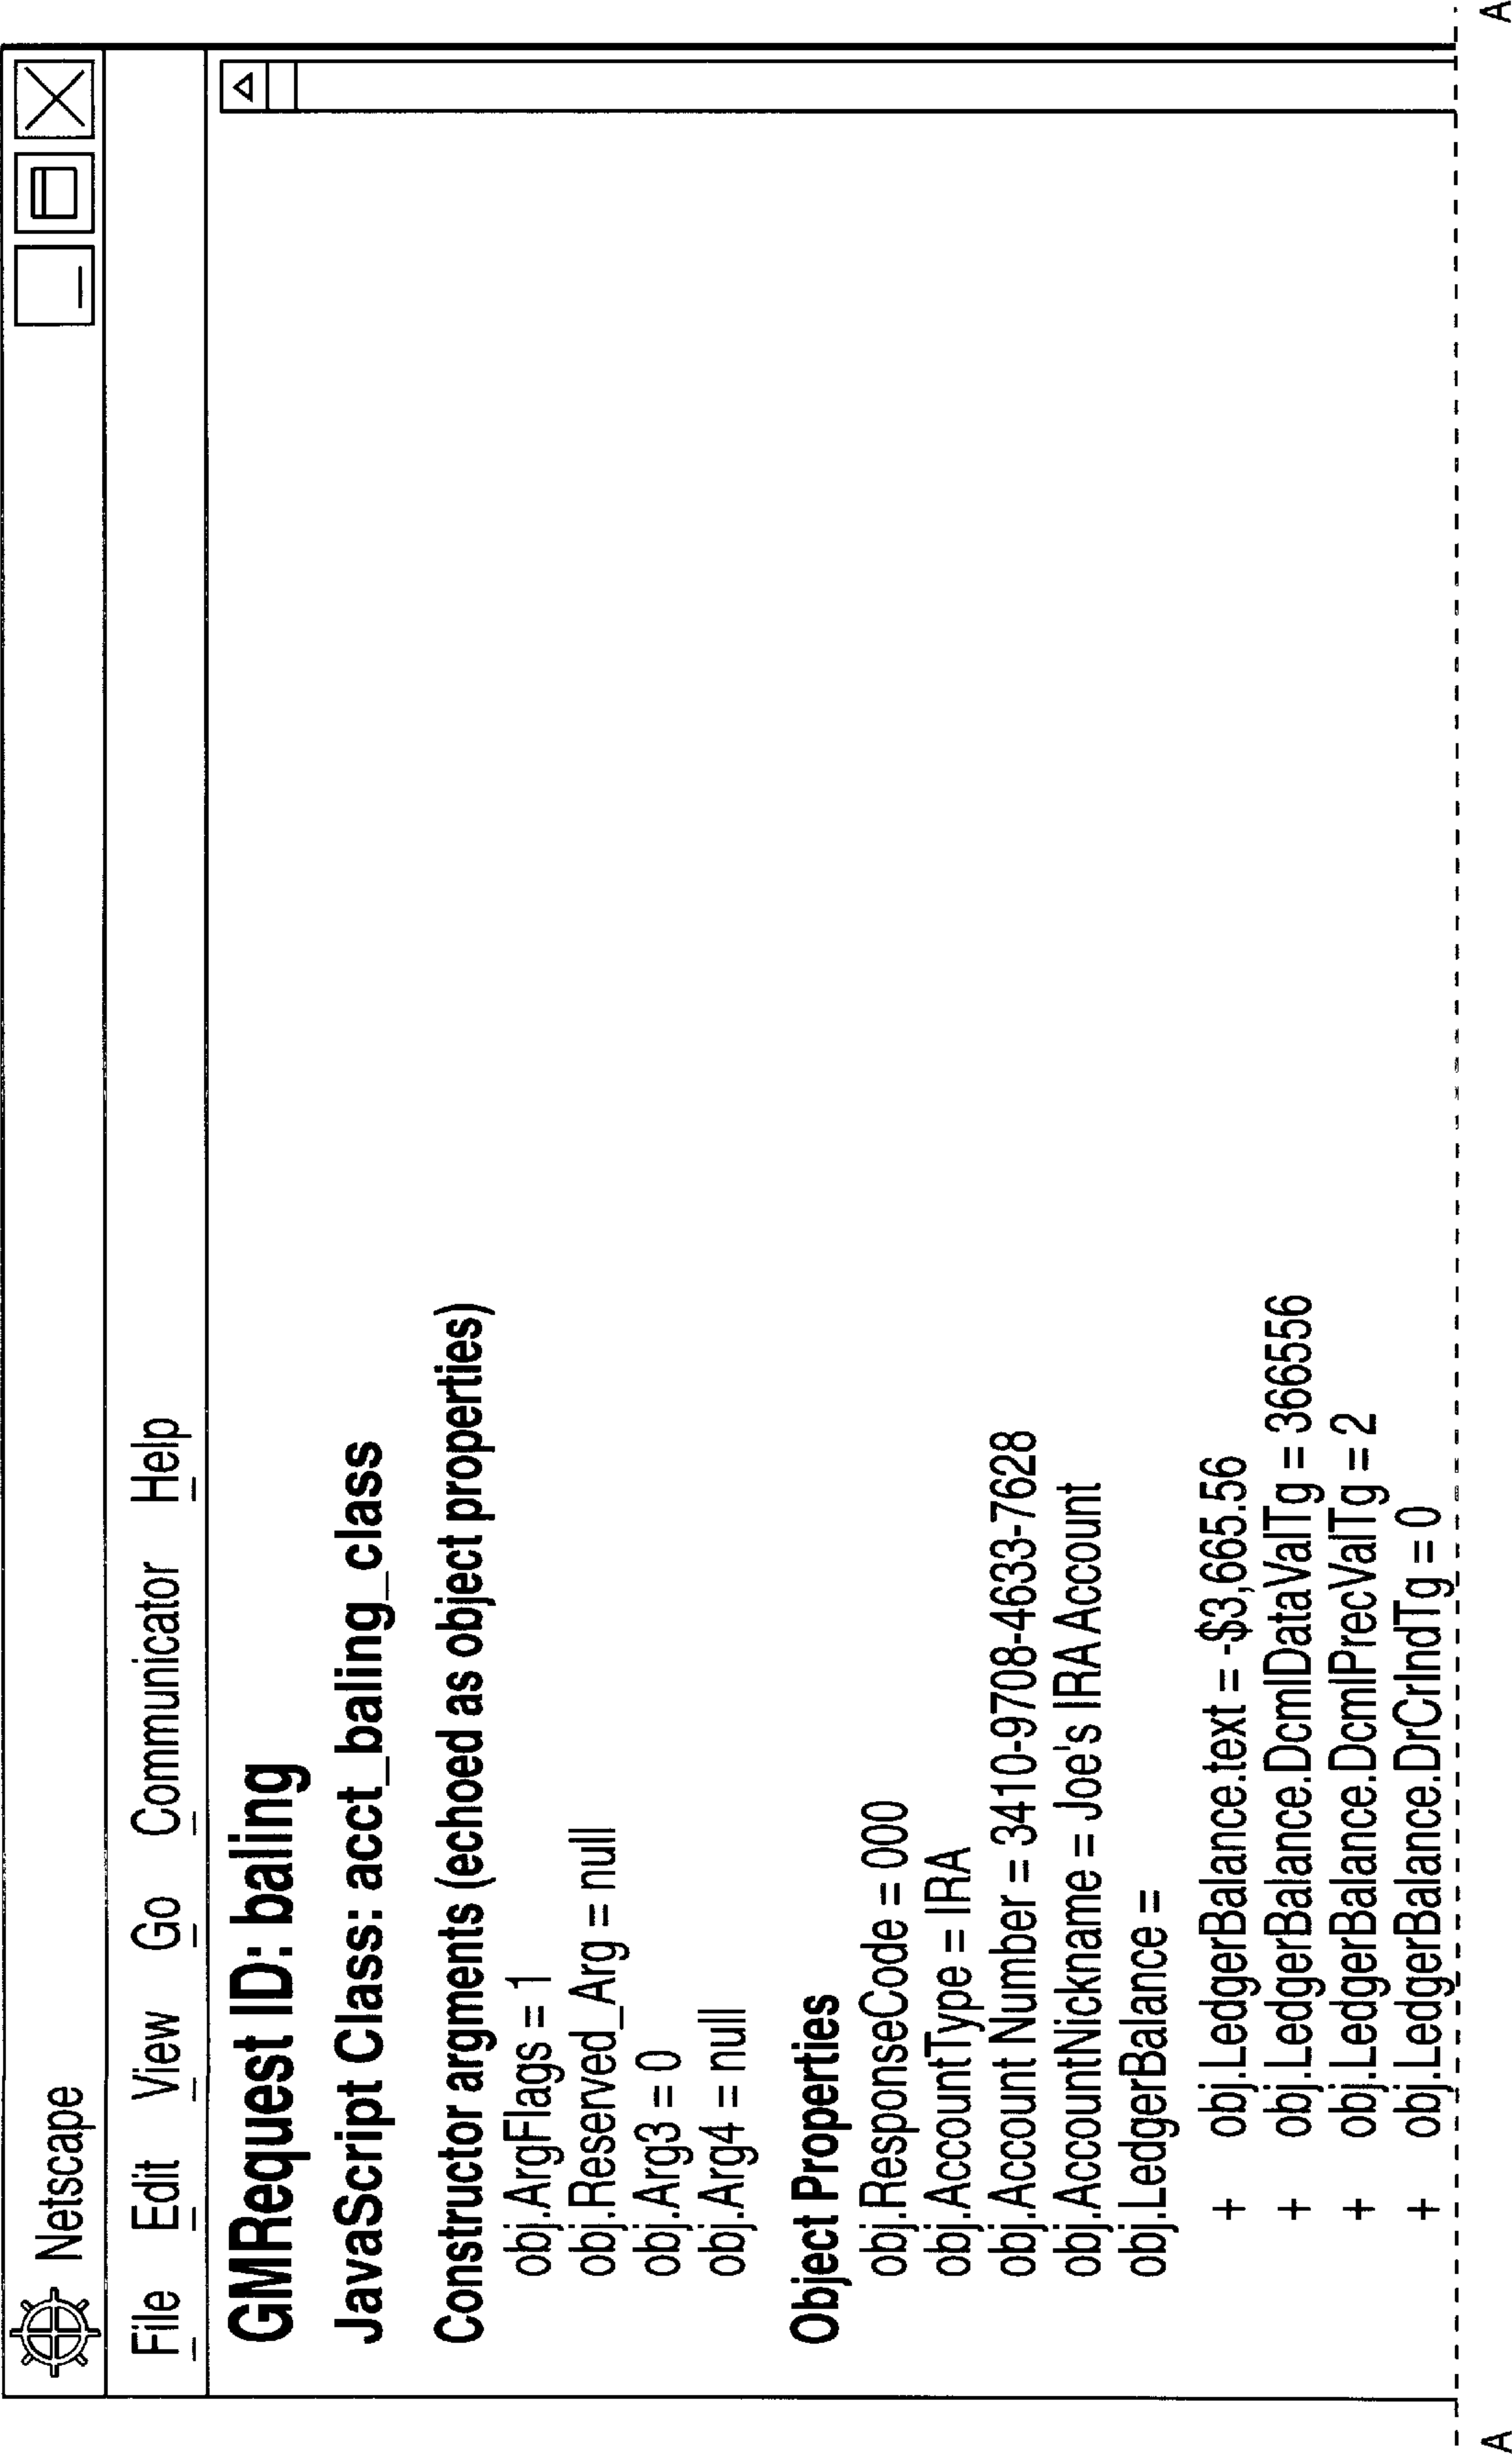 Netscape
File Edit View Go Communicator Help
GMRequest ID: baling
JavaScript Class: acct_baling_class
Constructor argments (echoed as object properties)
obj.ArgFlags = 1
obj.Reserved_Arg = null
obj.Arg3 = 0
obj.Arg4 = null
Object Properties
obj.ResponseCode = 000
obj.AccountType = IRA
obj.Account Number = 3410-9708-4633-7628
obj.AccountNickname = Joe's IRA Account
obj.LedgerBalance =
+ obj.LedgerBalance.text = -$3,665.56
+ obj.LedgerBalance.DcmlDataValTg = 366556
+ obj.LedgerBalance.DcmlPrecValTg = 2
+ obj.LedgerBalance.DrCrIndTg = 0
A A